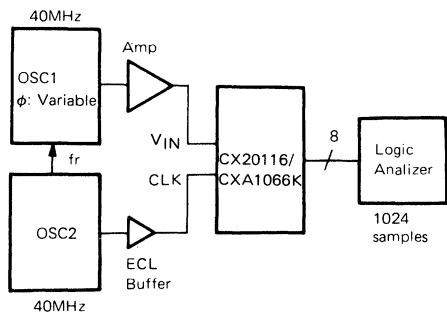 40MHz
OSC1
ϕ: Variable
Amp
fr
OSC2
40MHz
ECL
Buffer
VIN
CLK
CX20116/
CXA1066K
8
Logic
Analizer
1024
samples